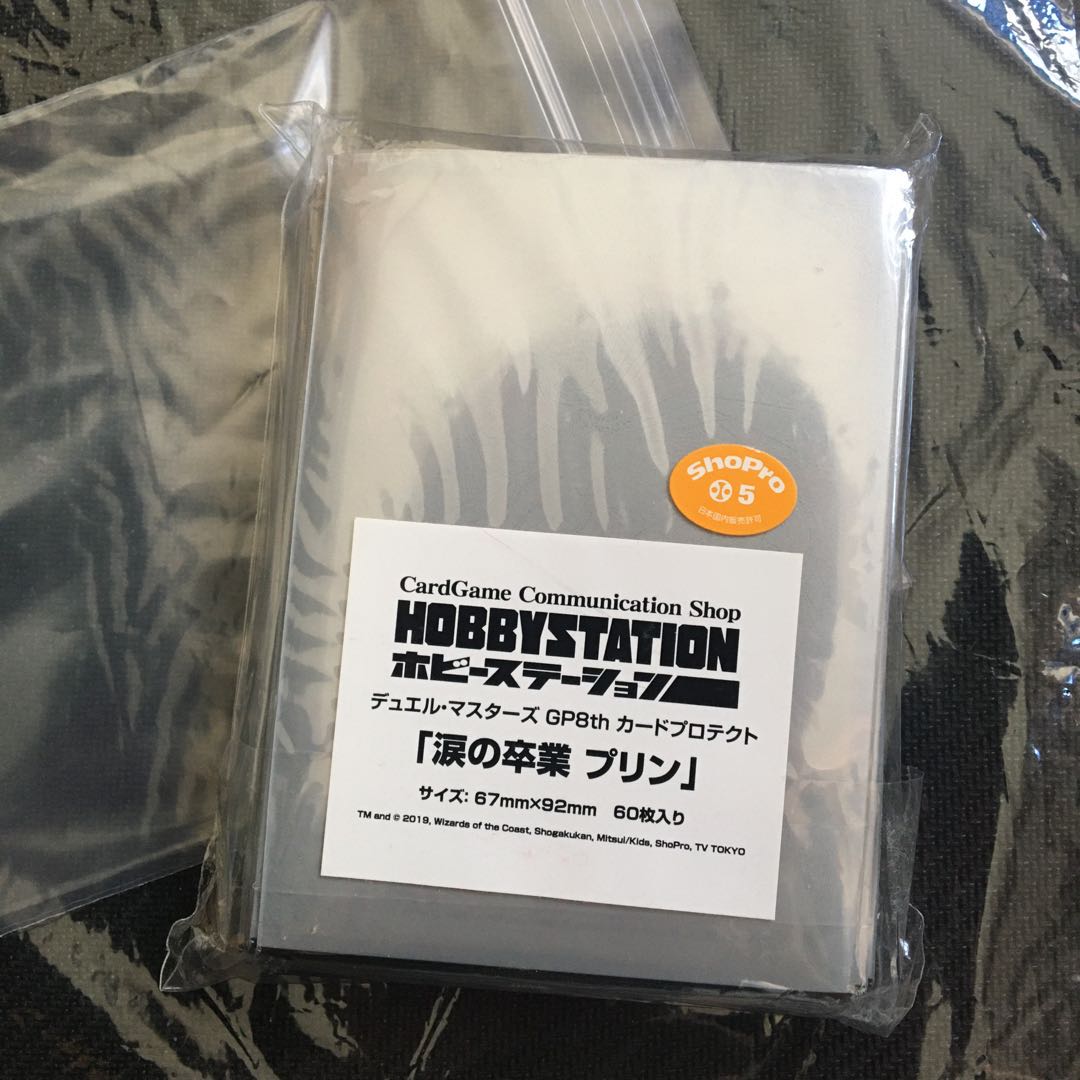 ShoPro
5
日本国内販売許可
CardGame Communication Shop
HOBBYSTATION
ホビーステーション
デュエル・マスターズ GP8th カードプロテクト
「涙の卒業 プリン」
サイズ: 67mm×92mm 60枚入り
TM and © 2019, Wizards of the Coast, Shogakukan, Mitsui/Kids, ShoPro, TV TOKYO